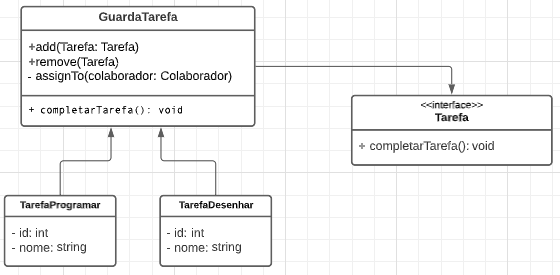 GuardaTarefa
+add(Tarefa: Tarefa)
+remove(Tarefa)
- assignTo(colaborador: Colaborador)
+ completarTarefa(): void
<<interface>>
Tarefa
+ completarTarefa(): void
TarefaProgramar
- id: int
- nome: string
TarefaDesenhar
- id: int
- nome: string